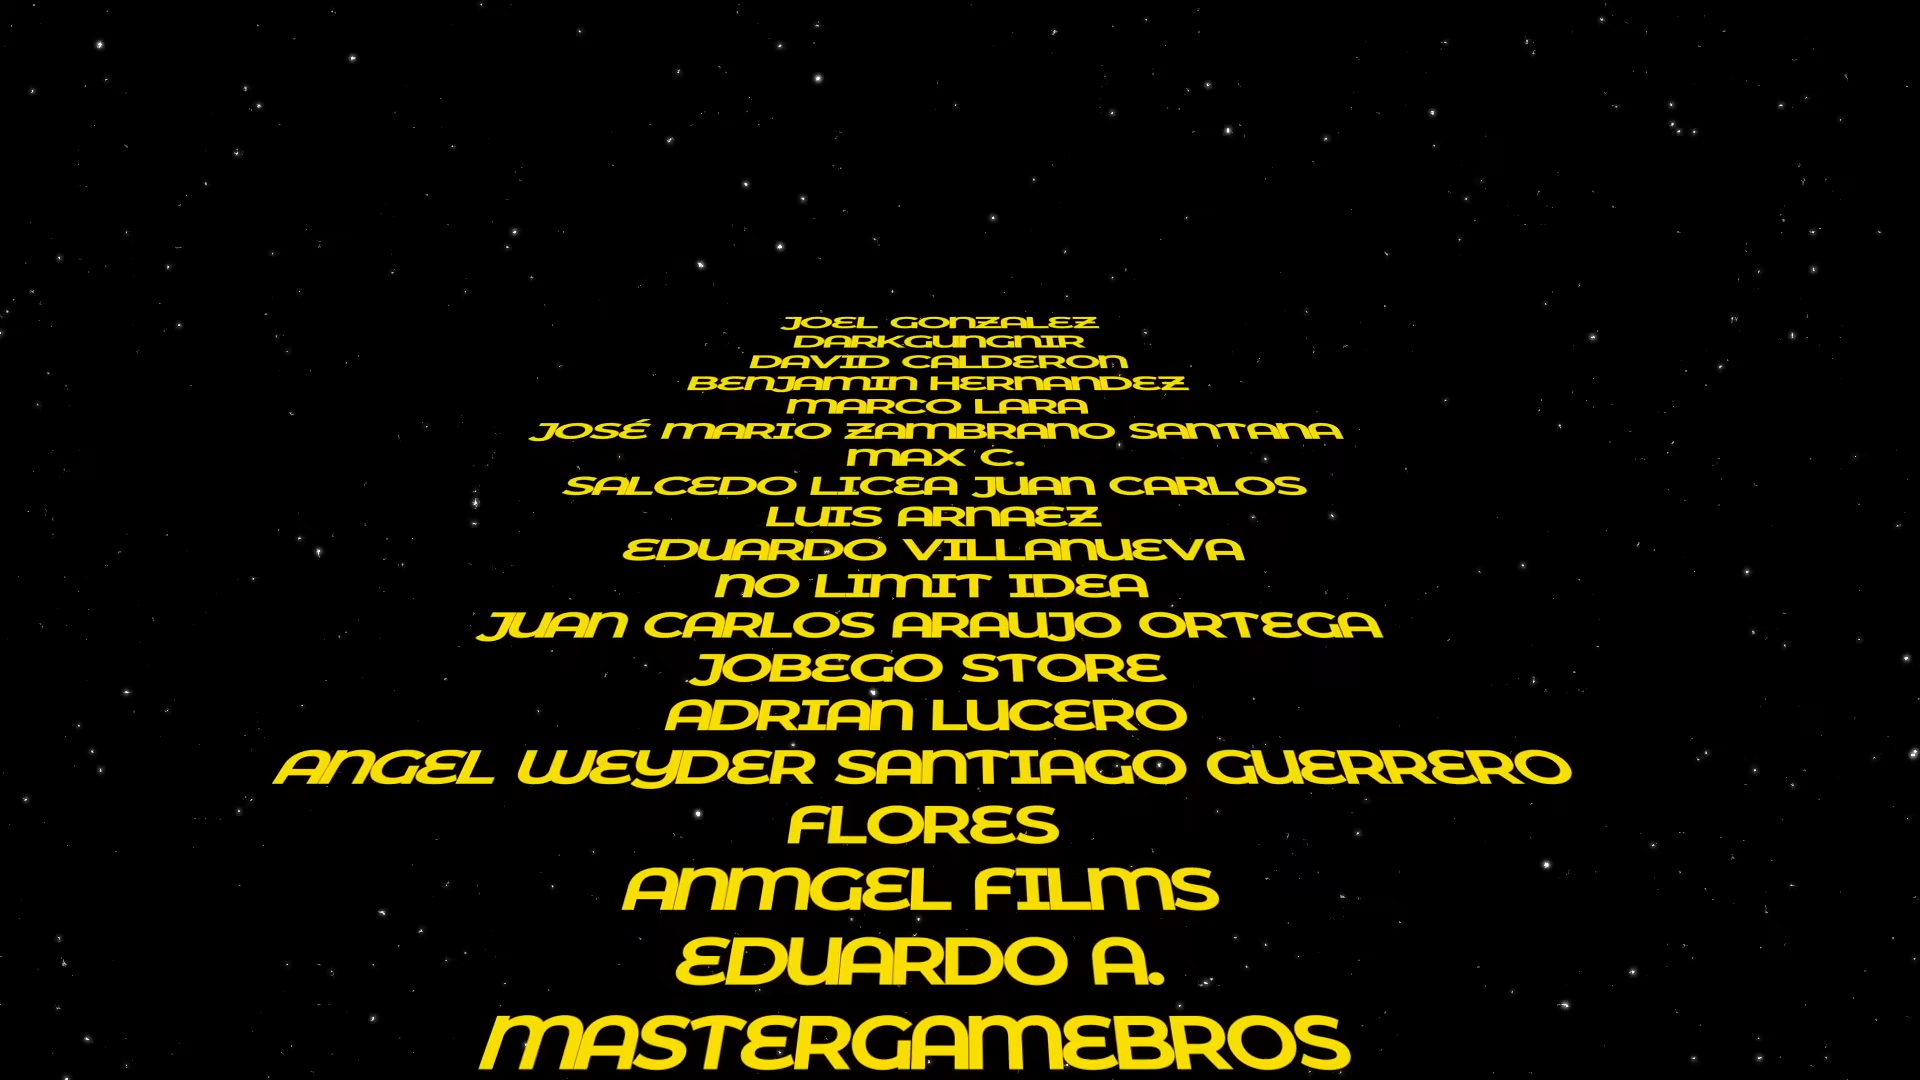 JOEL GONZALEZ
DARKGUNGNIR
DAVID CALDERON
BENJAMIN HERNANDEZ
MARCO LARA
JOSÉ MARIO ZAMBRANO SANTANA
MAX C.
SALCEDO LICEA JUAN CARLOS
LUIS ARNAEZ
EDUARDO VILLANUEVA
NO LIMIT IDEA
JUAN CARLOS ARAUJO ORTEGA
JOBEGO STORE
ADRIAN LUCERO
ANGEL WEYDER SANTIAGO GUERRERO
FLORES
ANMGEL FILMS
EDUARDO A.
MASTERGAMEBROS